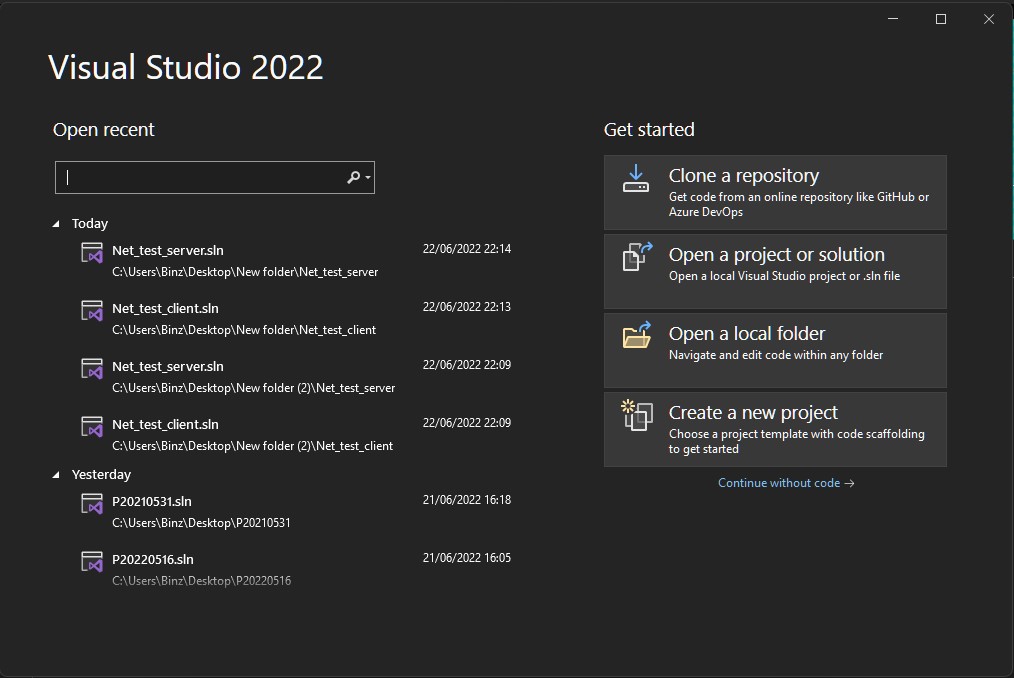 Visual Studio 2022
Open recent
Today
Net_test_server.sln 22/06/2022 22:14
C:\Users\Binz\Desktop\New folder\Net_test_server
Net_test_client.sln 22/06/2022 22:13
C:\Users\Binz\Desktop\New folder\Net_test_client
Net_test_server.sln 22/06/2022 22:09
C:\Users\Binz\Desktop\New folder (2)\Net_test_server
Net_test_client.sln 22/06/2022 22:09
C:\Users\Binz\Desktop\New folder (2)\Net_test_client
Yesterday
P20210531.sln 21/06/2022 16:18
C:\Users\Binz\Desktop\P20210531
P20220516.sln 21/06/2022 16:05
C:\Users\Binz\Desktop\P20220516
Get started
Clone a repository
Get code from an online repository like GitHub or
Azure DevOps
Open a project or solution
Open a local Visual Studio project or .sln file
Open a local folder
Navigate and edit code within any folder
Create a new project
Choose a project template with code scaffolding
to get started
Continue without code →